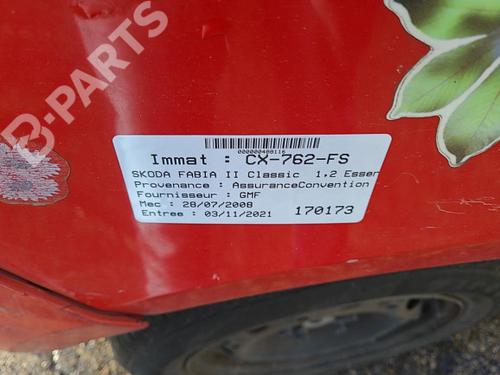 B-PARTS
000000488116
Immat : CX-762-FS
SKODA FABIA II Classic 1,2 Essen
Provenance : AssuranceConvention
Fournisseur : GMF
Mec : 28/07/2008
Entree : 03/11/2021 170173